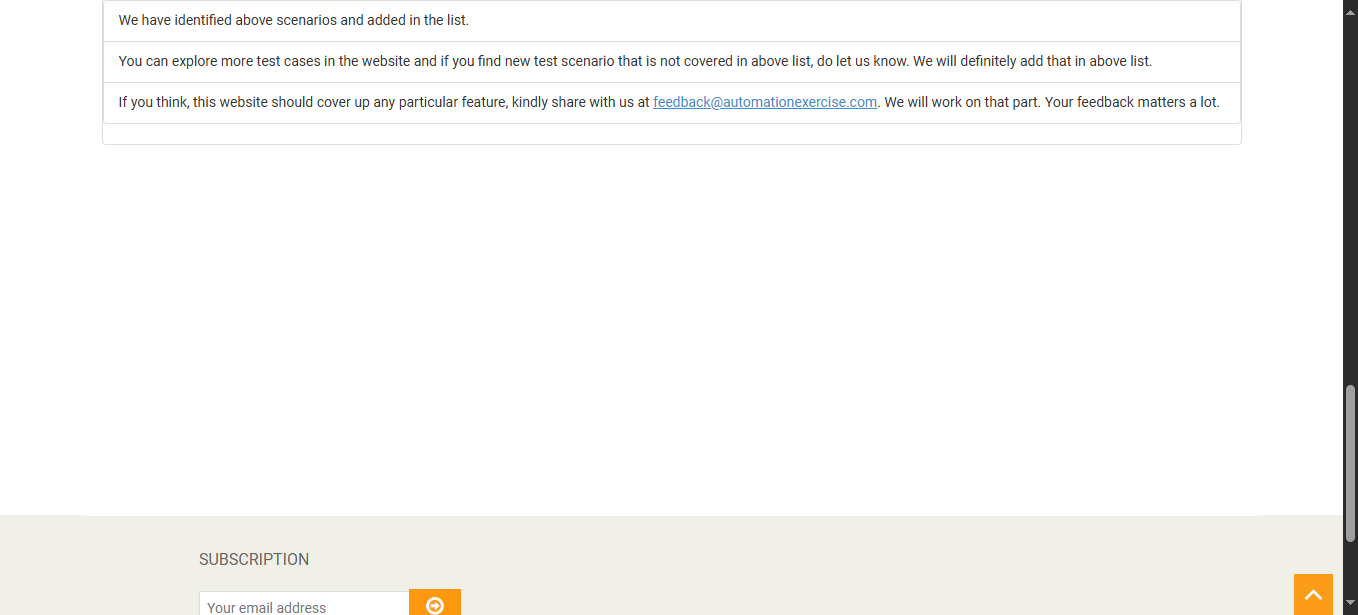 We have identified above scenarios and added in the list.
You can explore more test cases in the website and if you find new test scenario that is not covered in above list, do let us know. We will definitely add that in above list.
If you think, this website should cover up any particular feature, kindly share with us at feedback@automationexercise.com. We will work on that part. Your feedback matters a lot.
SUBSCRIPTION
Your email address